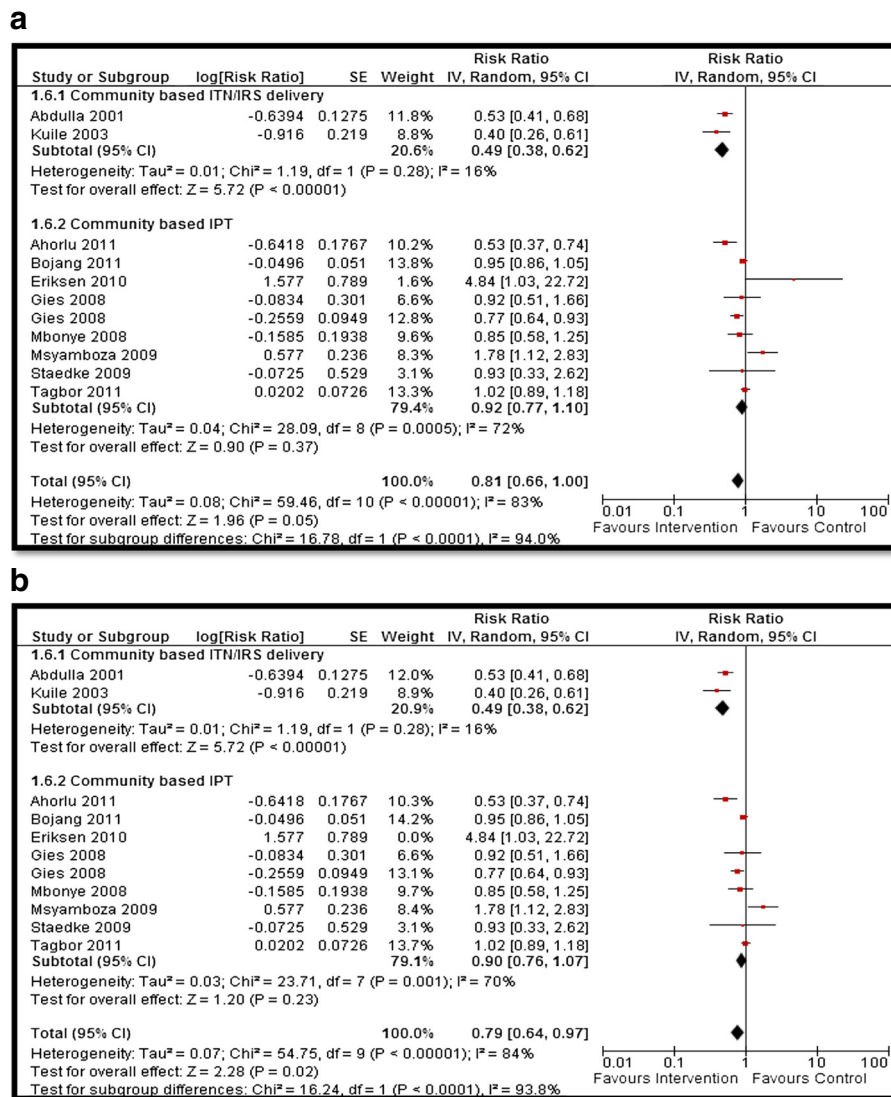 a
Risk Ratio Risk Ratio
Study or Subgroup log[Risk Ratio] SE Weight IV, Random, 95% CI IV, Random, 95% CI
1.6.1 Community based ITN/IRS delivery
Abdulla 2001 -0.6394 0.1275 11.8% 0.53 [0.41, 0.68]
Kuile 2003 -0.916 0.219 8.8% 0.40 [0.26, 0.61]
Subtotal (95% CI) 20.6% 0.49 [0.38, 0.62]
Heterogeneity: Tau² = 0.01; Chi² = 1.19, df = 1 (P = 0.28); I² = 16%
Test for overall effect: Z = 5.72 (P < 0.00001)
1.6.2 Community based IPT
Ahorlu 2011 -0.6418 0.1767 10.2% 0.53 [0.37, 0.74]
Bojang 2011 -0.0496 0.051 13.8% 0.95 [0.86, 1.05]
Eriksen 2010 1.577 0.789 1.6% 4.84 [1.03, 22.72]
Gies 2008 -0.0834 0.301 6.6% 0.92 [0.51, 1.66]
Gies 2008 -0.2559 0.0949 12.8% 0.77 [0.64, 0.93]
Mbonye 2008 -0.1585 0.1938 9.6% 0.85 [0.58, 1.25]
Msyamboza 2009 0.577 0.236 8.3% 1.78 [1.12, 2.83]
Staedke 2009 -0.0725 0.529 3.1% 0.93 [0.33, 2.62]
Tagbor 2011 0.0202 0.0726 13.3% 1.02 [0.89, 1.18]
Subtotal (95% CI) 79.4% 0.92 [0.77, 1.10]
Heterogeneity: Tau² = 0.04; Chi² = 28.09, df = 8 (P = 0.0005); I² = 72%
Test for overall effect: Z = 0.90 (P = 0.37)
Total (95% CI) 100.0% 0.81 [0.66, 1.00]
Heterogeneity: Tau² = 0.08; Chi² = 59.46, df = 10 (P < 0.00001); I² = 83%
Test for overall effect: Z = 1.96 (P = 0.05)
Test for subgroup differences: Chi² = 16.78, df = 1 (P < 0.0001), I² = 94.0%
0.01 0.1 1 10 100
Favours Intervention Favours Control
b
Risk Ratio Risk Ratio
Study or Subgroup log[Risk Ratio] SE Weight IV, Random, 95% CI IV, Random, 95% CI
1.6.1 Community based ITN/IRS delivery
Abdulla 2001 -0.6394 0.1275 12.0% 0.53 [0.41, 0.68]
Kuile 2003 -0.916 0.219 8.9% 0.40 [0.26, 0.61]
Subtotal (95% CI) 20.9% 0.49 [0.38, 0.62]
Heterogeneity: Tau² = 0.01; Chi² = 1.19, df = 1 (P = 0.28); I² = 16%
Test for overall effect: Z = 5.72 (P < 0.00001)
1.6.2 Community based IPT
Ahorlu 2011 -0.6418 0.1767 10.3% 0.53 [0.37, 0.74]
Bojang 2011 -0.0496 0.051 14.2% 0.95 [0.86, 1.05]
Eriksen 2010 1.577 0.789 0.0% 4.84 [1.03, 22.72]
Gies 2008 -0.0834 0.301 6.6% 0.92 [0.51, 1.66]
Gies 2008 -0.2559 0.0949 13.1% 0.77 [0.64, 0.93]
Mbonye 2008 -0.1585 0.1938 9.7% 0.85 [0.58, 1.25]
Msyamboza 2009 0.577 0.236 8.4% 1.78 [1.12, 2.83]
Staedke 2009 -0.0725 0.529 3.1% 0.93 [0.33, 2.62]
Tagbor 2011 0.0202 0.0726 13.7% 1.02 [0.89, 1.18]
Subtotal (95% CI) 79.1% 0.90 [0.76, 1.07]
Heterogeneity: Tau² = 0.03; Chi² = 23.71, df = 7 (P = 0.001); I² = 70%
Test for overall effect: Z = 1.20 (P = 0.23)
Total (95% CI) 100.0% 0.79 [0.64, 0.97]
Heterogeneity: Tau² = 0.07; Chi² = 54.75, df = 9 (P < 0.00001); I² = 84%
Test for overall effect: Z = 2.28 (P = 0.02)
Test for subgroup differences: Chi² = 16.24, df = 1 (P < 0.0001), I² = 93.8%
0.01 0.1 1 10 100
Favours Intervention Favours Control